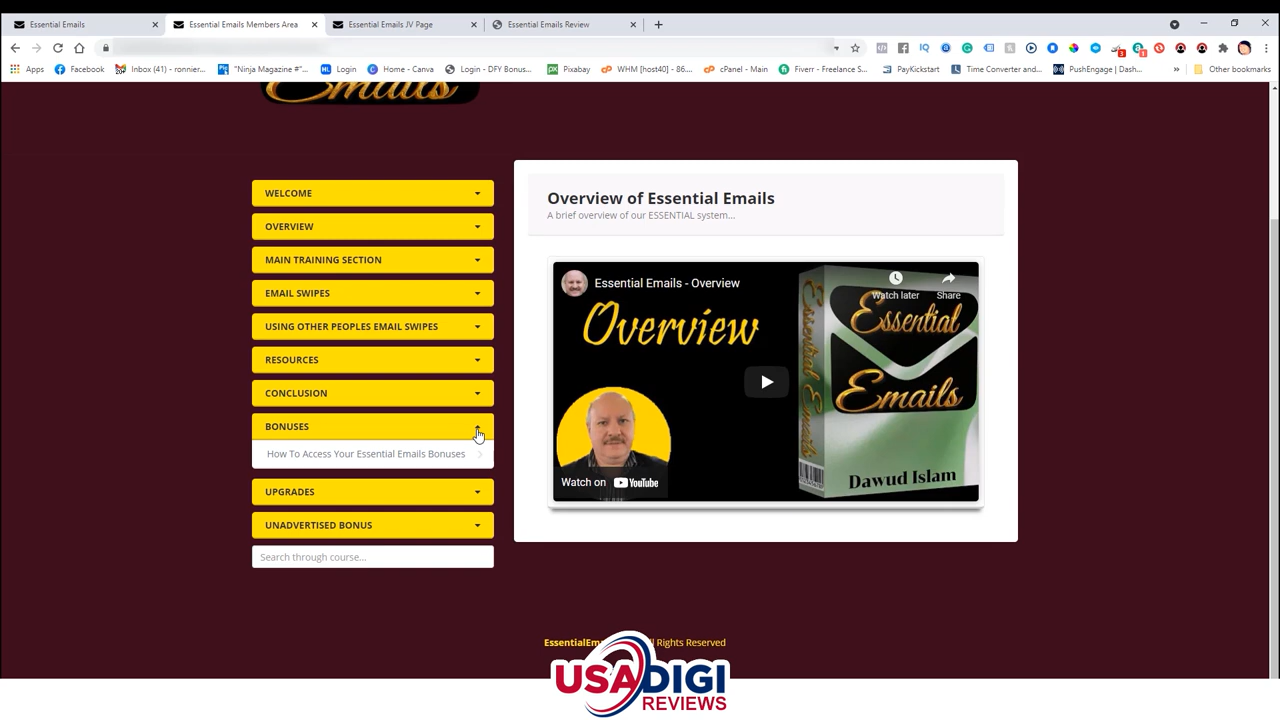 Essential Emails
Essential Emails Members Area
Essential Emails JV Page
Essential Emails Review
Apps
Facebook
Inbox (41) - ronnier...
"Ninja Magazine #"...
Login
Home - Canva
Login - DFY Bonus...
Pixabay
WHM [host40] - 86....
cPanel - Main
Fiverr - Freelance S...
PayKickstart
Time Converter and...
PushEngage | Dash...
Other bookmarks
Emails
WELCOME
OVERVIEW
MAIN TRAINING SECTION
EMAIL SWIPES
USING OTHER PEOPLES EMAIL SWIPES
RESOURCES
CONCLUSION
BONUSES
How To Access Your Essential Emails Bonuses
UPGRADES
UNADVERTISED BONUS
Search through course...
Overview of Essential Emails
A brief overview of our ESSENTIAL system...
Essential Emails - Overview
Watch later
Share
Overview
Essential Emails
Essential
Emails
Dawud Islam
Watch on YouTube
All Rights Reserved
USADIGI
REVIEWS